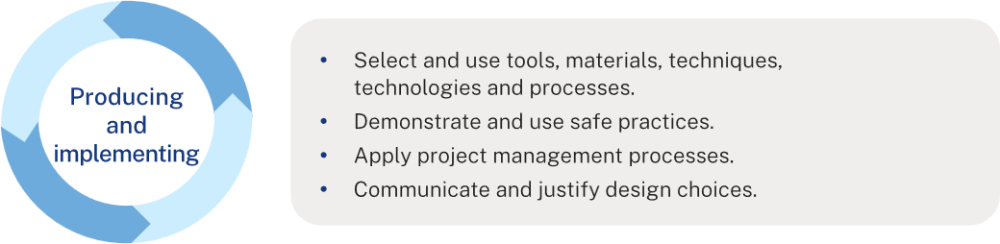 Producing
and
implementing
• Select and use tools, materials, techniques,
technologies and processes.
• Demonstrate and use safe practices.
• Apply project management processes.
• Communicate and justify design choices.